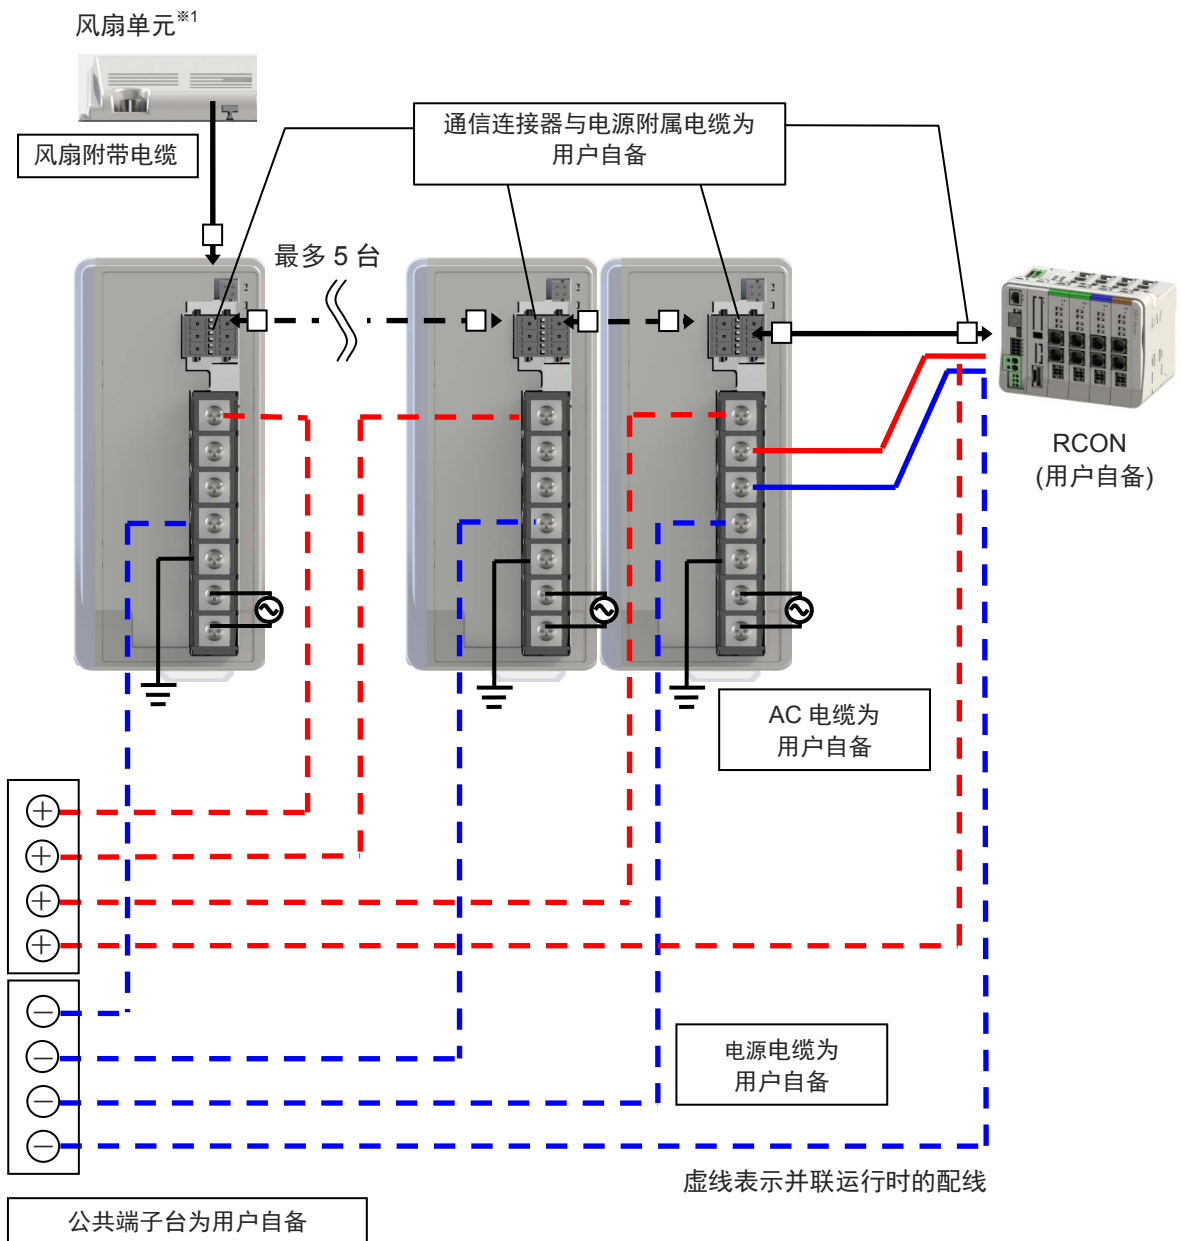 风扇单元※1
通信连接器与电源附属电缆为
用户自备
风扇附带电缆
最多 5 台
RCON
(用户自备)
AC 电缆为
用户自备
电源电缆为
用户自备
虚线表示并联运行时的配线
公共端子台为用户自备